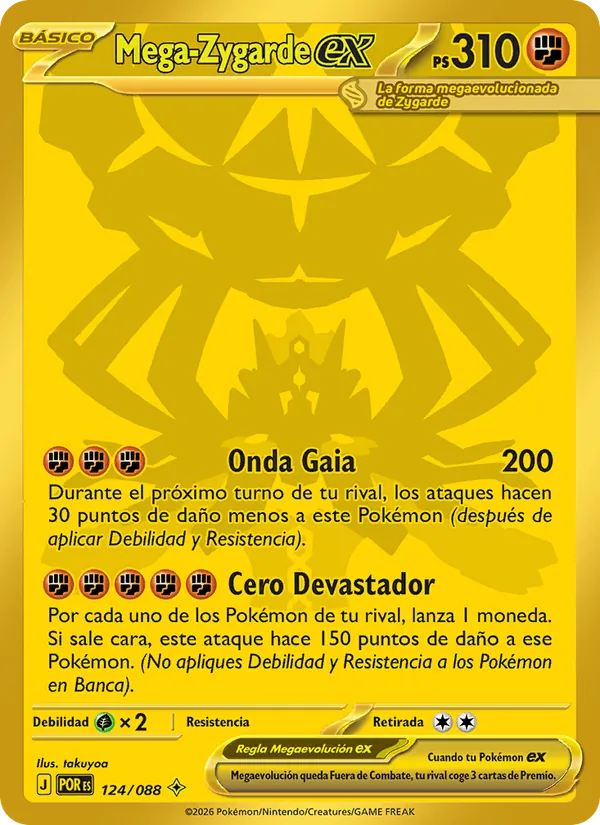 BÁSICO
Mega-Zygarde ex
PS 310
La forma megaevolucionada
de Zygarde
Onda Gaia 200
Durante el próximo turno de tu rival, los ataques hacen
30 puntos de daño menos a este Pokémon (después de
aplicar Debilidad y Resistencia).
Cero Devastador
Por cada uno de los Pokémon de tu rival, lanza 1 moneda.
Si sale cara, este ataque hace 150 puntos de daño a ese
Pokémon. (No apliques Debilidad y Resistencia a los Pokémon
en Banca).
Debilidad ×2 Resistencia Retirada
Ilus. takuyoa
J POR ES 124/088
Regla Megaevolución ex
Cuando tu Pokémon ex
Megaevolución queda Fuera de Combate, tu rival coge 3 cartas de Premio.
©2026 Pokémon/Nintendo/Creatures/GAME FREAK